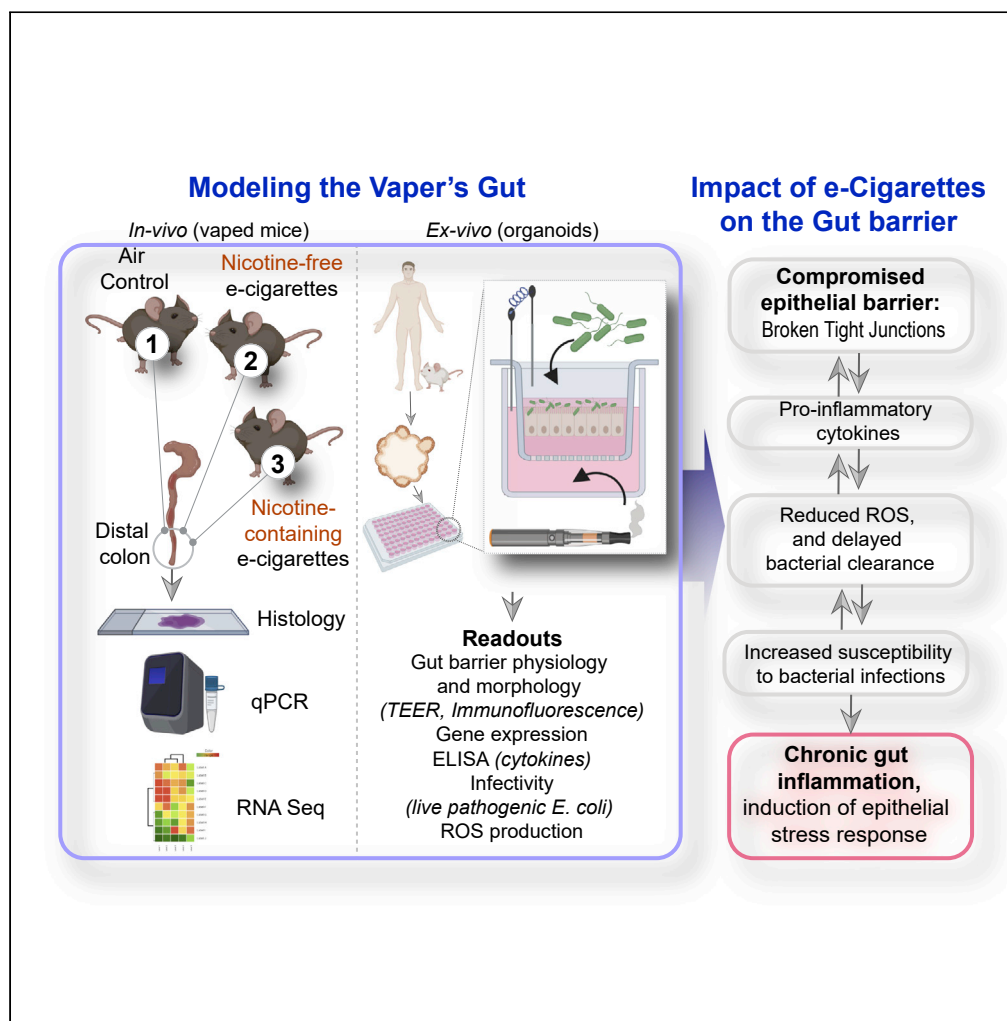 Modeling the Vaper's Gut
In-vivo (vaped mice)
Air
Control
Nicotine-free
e-cigarettes
1
2
3
Nicotine-
containing
e-cigarettes
Distal
colon
Histology
qPCR
RNA Seq
Ex-vivo (organoids)
Readouts
Gut barrier physiology
and morphology
(TEER, Immunofluorescence)
Gene expression
ELISA (cytokines)
Infectivity
(live pathogenic E. coli)
ROS production
Impact of e-Cigarettes
on the Gut barrier
Compromised
epithelial barrier:
Broken Tight Junctions
Pro-inflammatory
cytokines
Reduced ROS,
and delayed
bacterial clearance
Increased susceptibility
to bacterial infections
Chronic gut
inflammation,
induction of epithelial
stress response